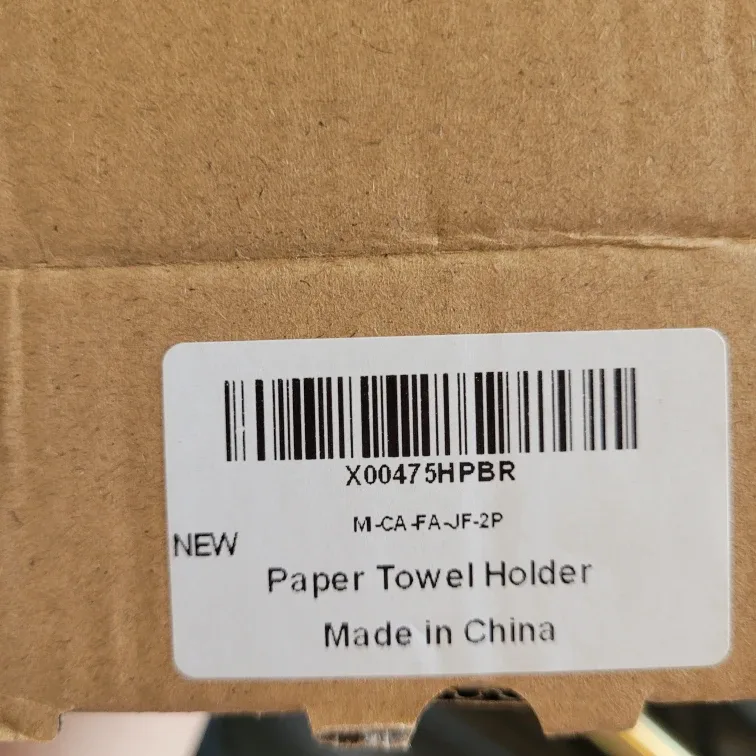 X00475HPBR
M-CA-FA-JF-2P
NEW
Paper Towel Holder
Made in China